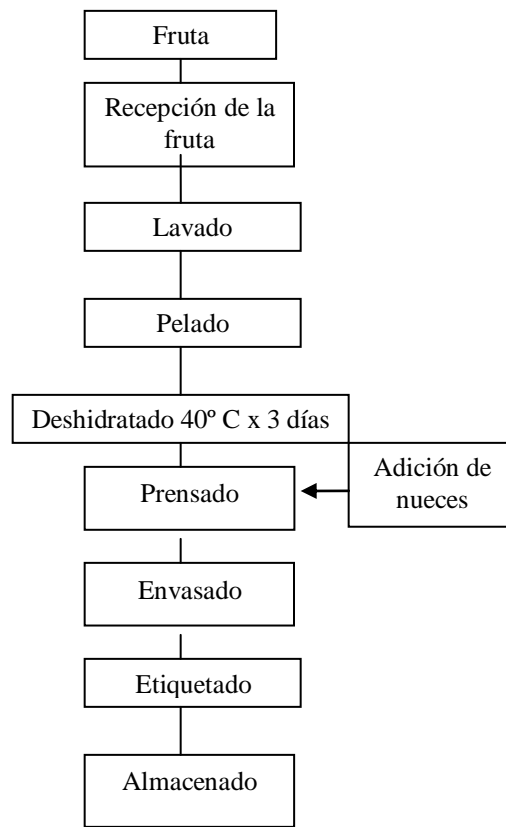 Fruta
Recepción de la
fruta
Lavado
Pelado
Deshidratado 40º C x 3 días
Adición de
nueces
Prensado
Envasado
Etiquetado
Almacenado